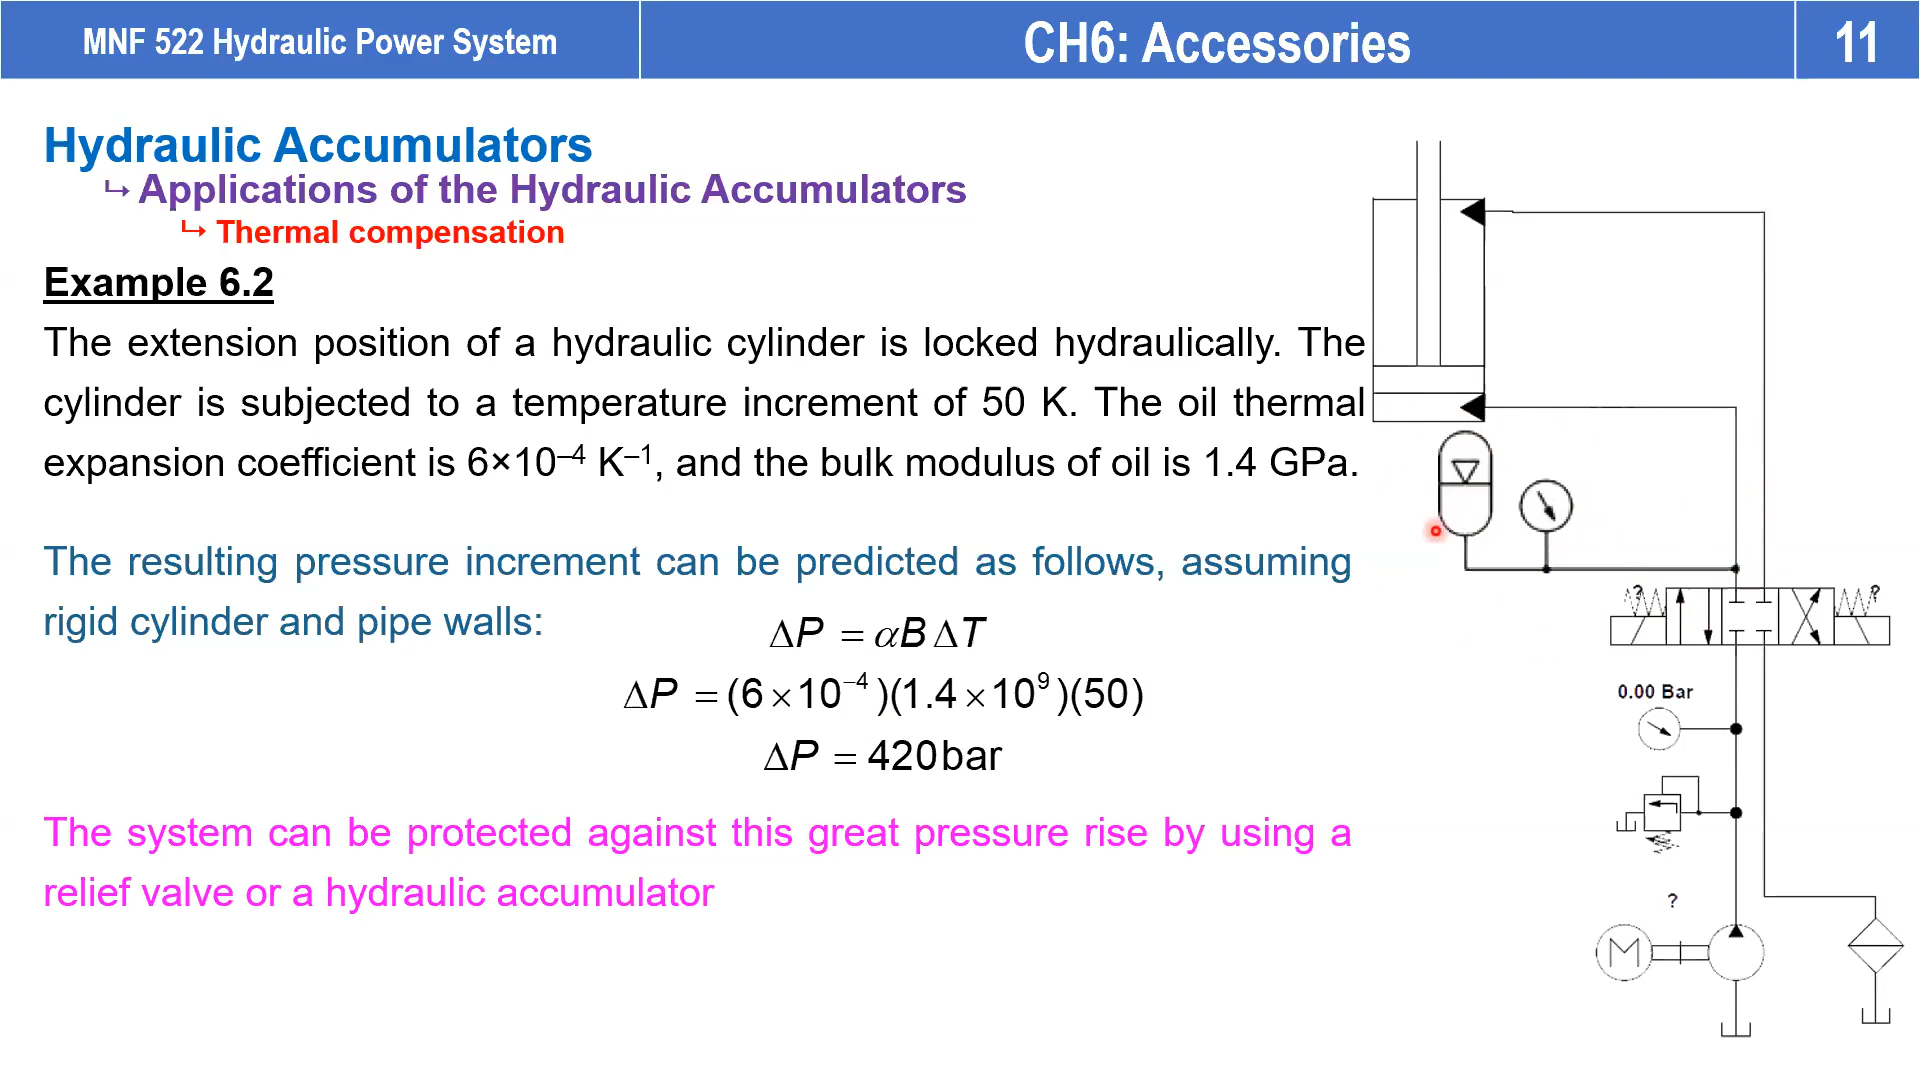 MNF 522 Hydraulic Power System
CH6: Accessories
11
Hydraulic Accumulators
↳ Applications of the Hydraulic Accumulators
↳ Thermal compensation
Example 6.2
The extension position of a hydraulic cylinder is locked hydraulically. The
cylinder is subjected to a temperature increment of 50 K. The oil thermal
expansion coefficient is 6×10⁻⁴ K⁻¹, and the bulk modulus of oil is 1.4 GPa.
The resulting pressure increment can be predicted as follows, assuming
rigid cylinder and pipe walls:
ΔP = αBΔT
ΔP = (6×10⁻⁴)(1.4×10⁹)(50)
ΔP = 420bar
The system can be protected against this great pressure rise by using a
relief valve or a hydraulic accumulator
?
?
0.00 Bar
?
M